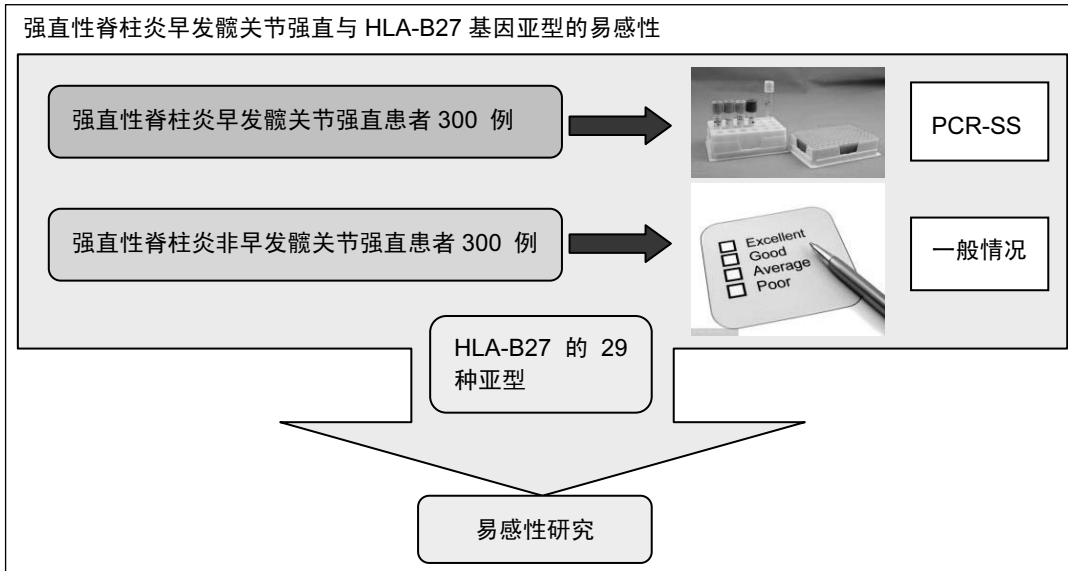 强直性脊柱炎早发髋关节强直与 HLA-B27 基因亚型的易感性
强直性脊柱炎早发髋关节强直患者 300 例
PCR-SS
强直性脊柱炎非早发髋关节强直患者 300 例
Excellent
Good
Average
Poor
一般情况
HLA-B27 的 29
种亚型
易感性研究